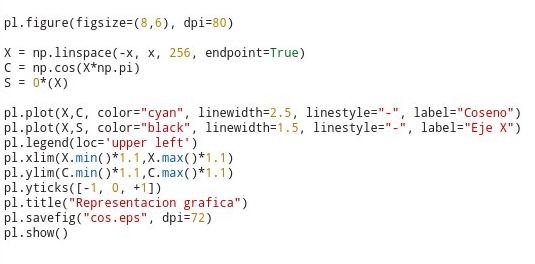 pl.figure(figsize=(8,6), dpi=80)
X = np.linspace(-x, x, 256, endpoint=True)
C = np.cos(X*np.pi)
S = 0*(X)
pl.plot(X,C, color="cyan", linewidth=2.5, linestyle="-", label="Coseno")
pl.plot(X,S, color="black", linewidth=1.5, linestyle="-", label="Eje X")
pl.legend(loc='upper left')
pl.xlim(X.min()*1.1,X.max()*1.1)
pl.ylim(C.min()*1.1,C.max()*1.1)
pl.yticks([-1, 0, +1])
pl.title("Representacion grafica")
pl.savefig("cos.eps", dpi=72)
pl.show()